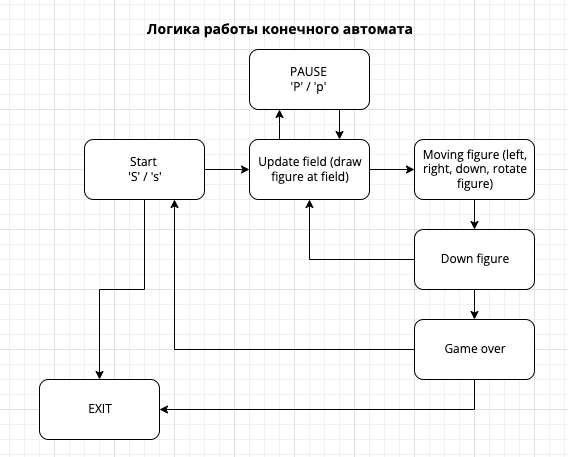 Логика работы конечного автомата
PAUSE
'P' / 'p'
Start
'S' / 's'
Update field (draw
figure at field)
Moving figure (left,
right, down, rotate
figure)
Down figure
Game over
EXIT